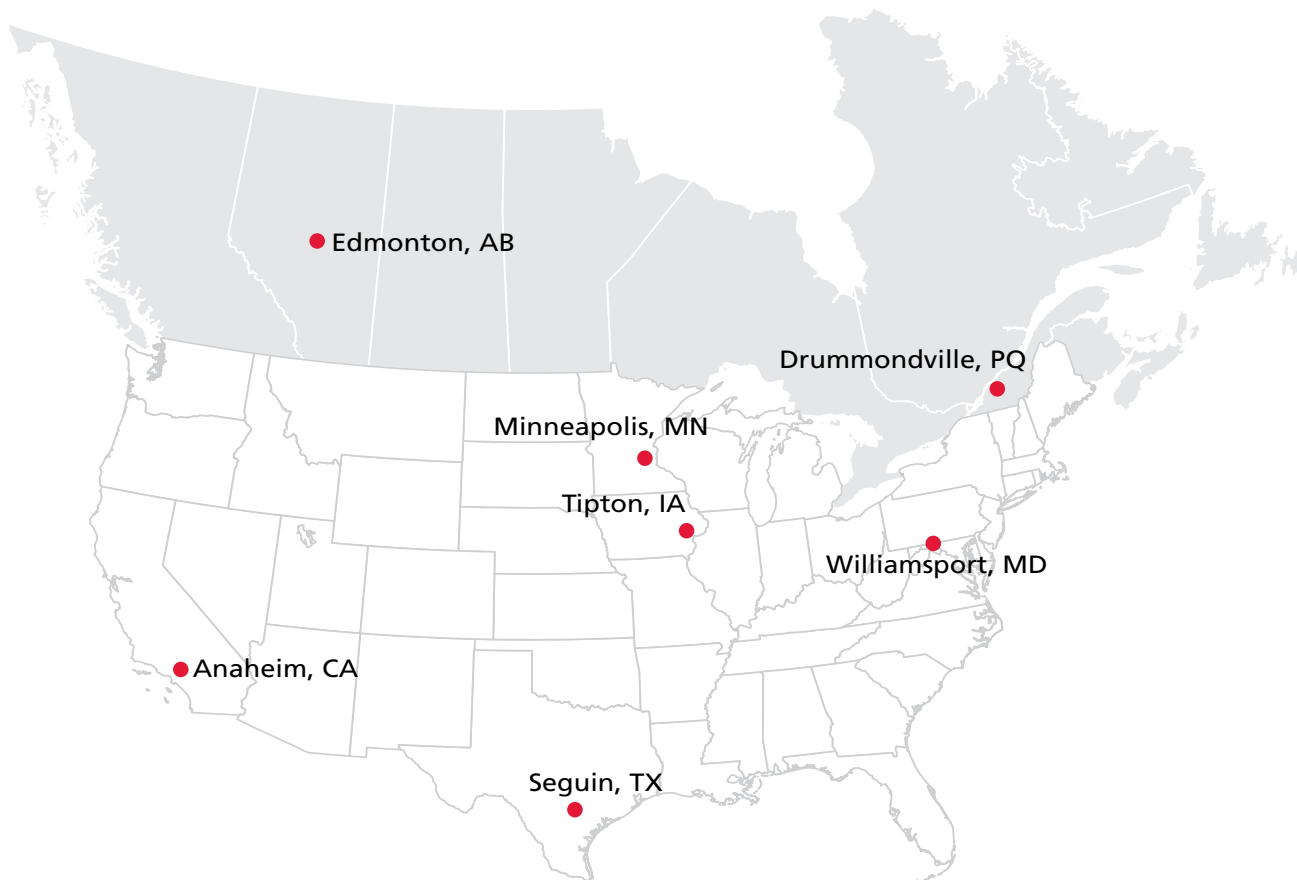 Edmonton, AB
Drummondville, PQ
Minneapolis, MN
Tipton, IA
Williamsport, MD
Anaheim, CA
Seguin, TX